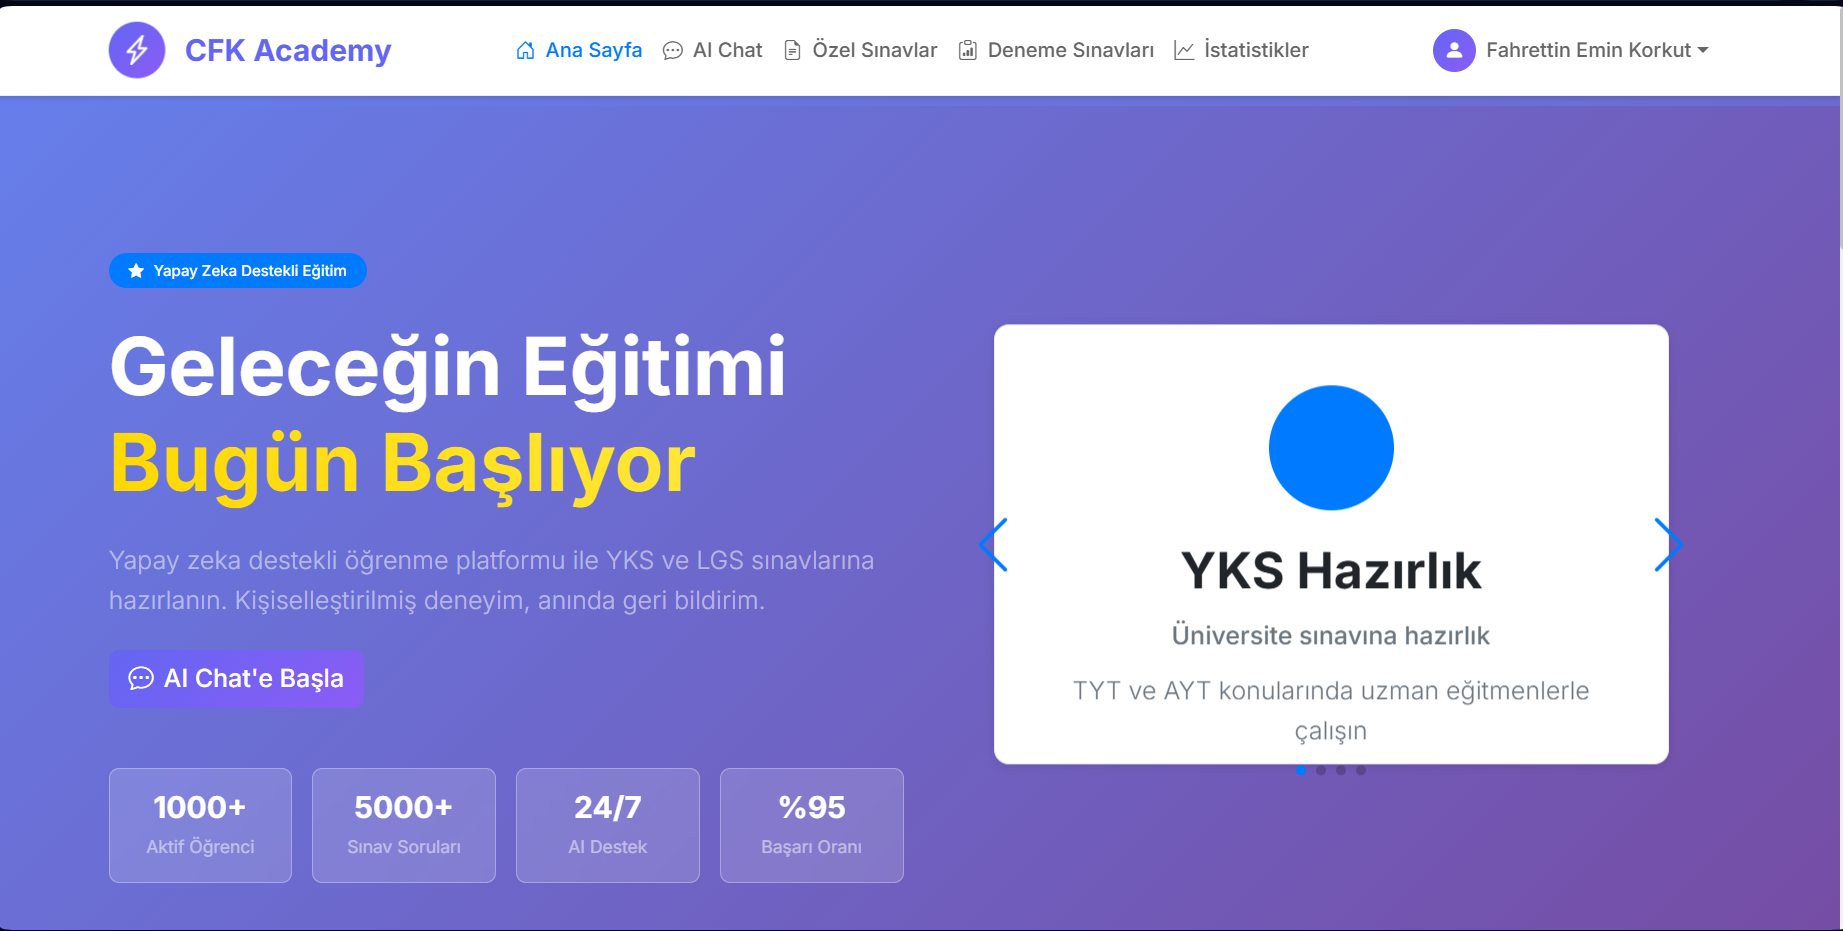 CFK Academy
Ana Sayfa
AI Chat
Özel Sınavlar
Deneme Sınavları
İstatistikler
Fahrettin Emin Korkut
Yapay Zeka Destekli Eğitim
Geleceğin Eğitimi
Bugün Başlıyor
Yapay zeka destekli öğrenme platformu ile YKS ve LGS sınavlarına
hazırlanın. Kişiselleştirilmiş deneyim, anında geri bildirim.
AI Chat'e Başla
1000+
Aktif Öğrenci
5000+
Sınav Soruları
24/7
AI Destek
%95
Başarı Oranı
YKS Hazırlık
Üniversite sınavına hazırlık
TYT ve AYT konularında uzman eğitmenlerle
çalışın